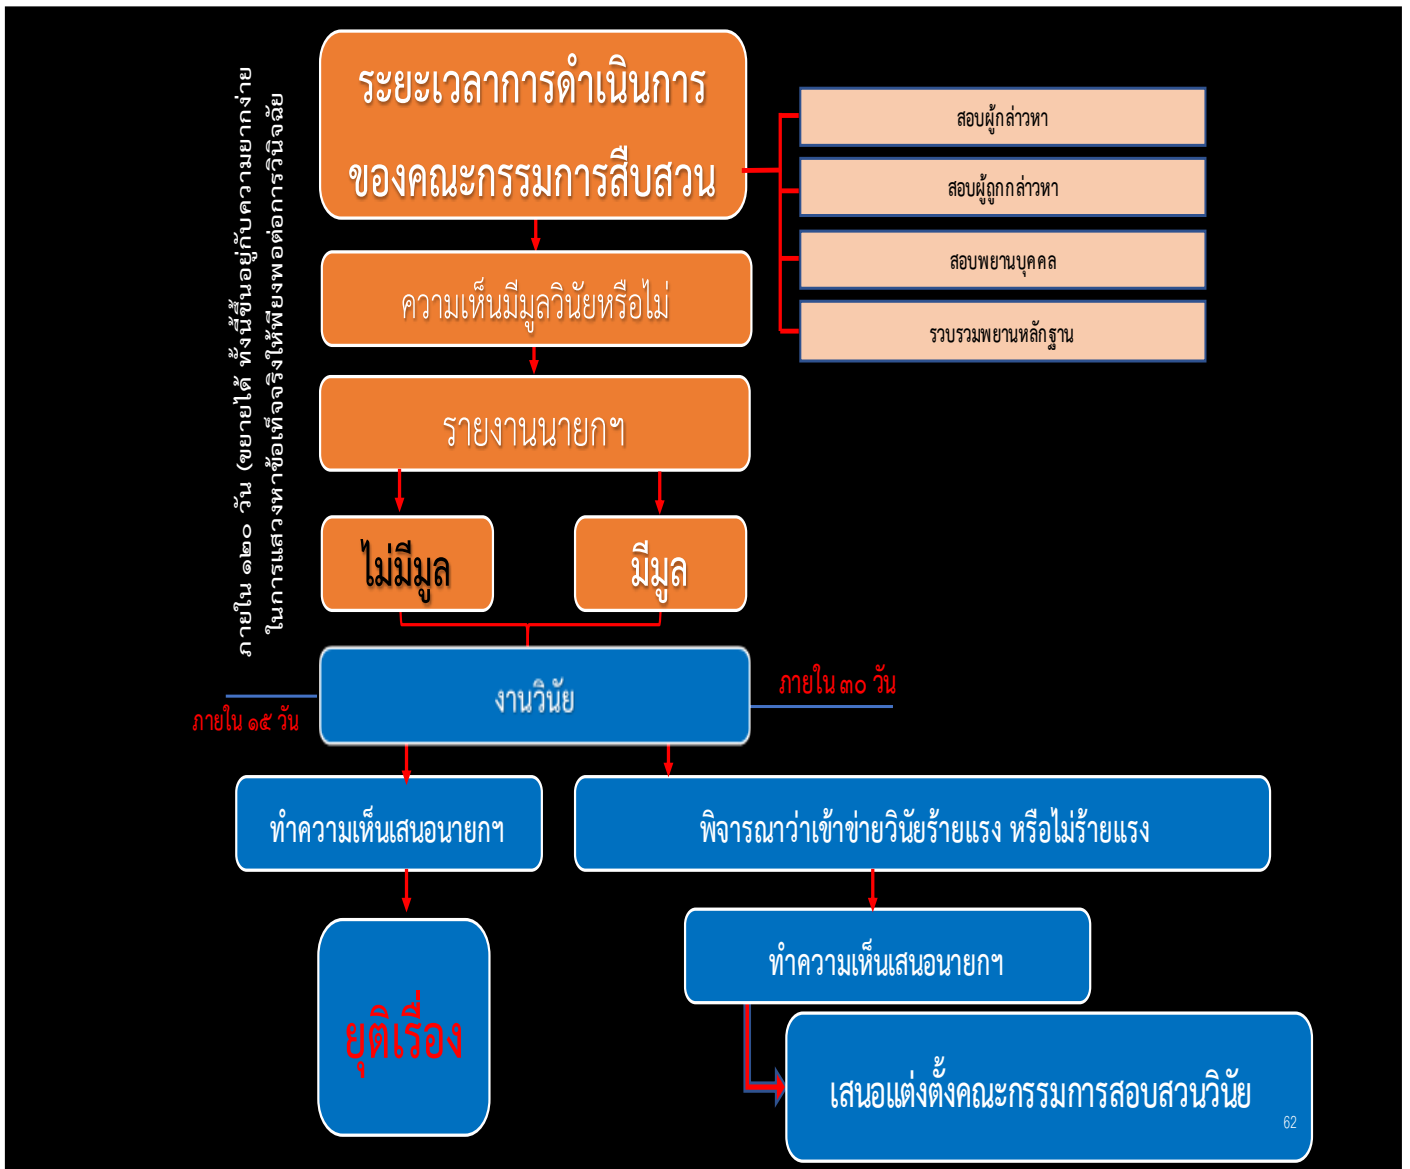 ระยะเวลาการดำเนินการ
ของคณะกรรมการสืบสวน
สอบผู้กล่าวหา
สอบผู้ถูกกล่าวหา
สอบพยานบุคคล
รวบรวมพยานหลักฐาน
ภายใน ๑๒๐ วัน (ขยายได้ ทั้งนี้ขึ้นอยู่กับความยากง่าย
ในการแสวงหาข้อเท็จจริงให้เพียงพอต่อการวินิจฉัย
ความเห็นมีมูลวินัยหรือไม่
รายงานนายกฯ
ไม่มีมูล
มีมูล
งานวินัย
ภายใน ๑๕ วัน
ภายใน ๓๐ วัน
ทำความเห็นเสนอนายกฯ
พิจารณาว่าเข้าข่ายวินัยร้ายแรง หรือไม่ร้ายแรง
ยุติเรื่อง
ทำความเห็นเสนอนายกฯ
เสนอแต่งตั้งคณะกรรมการสอบสวนวินัย
62